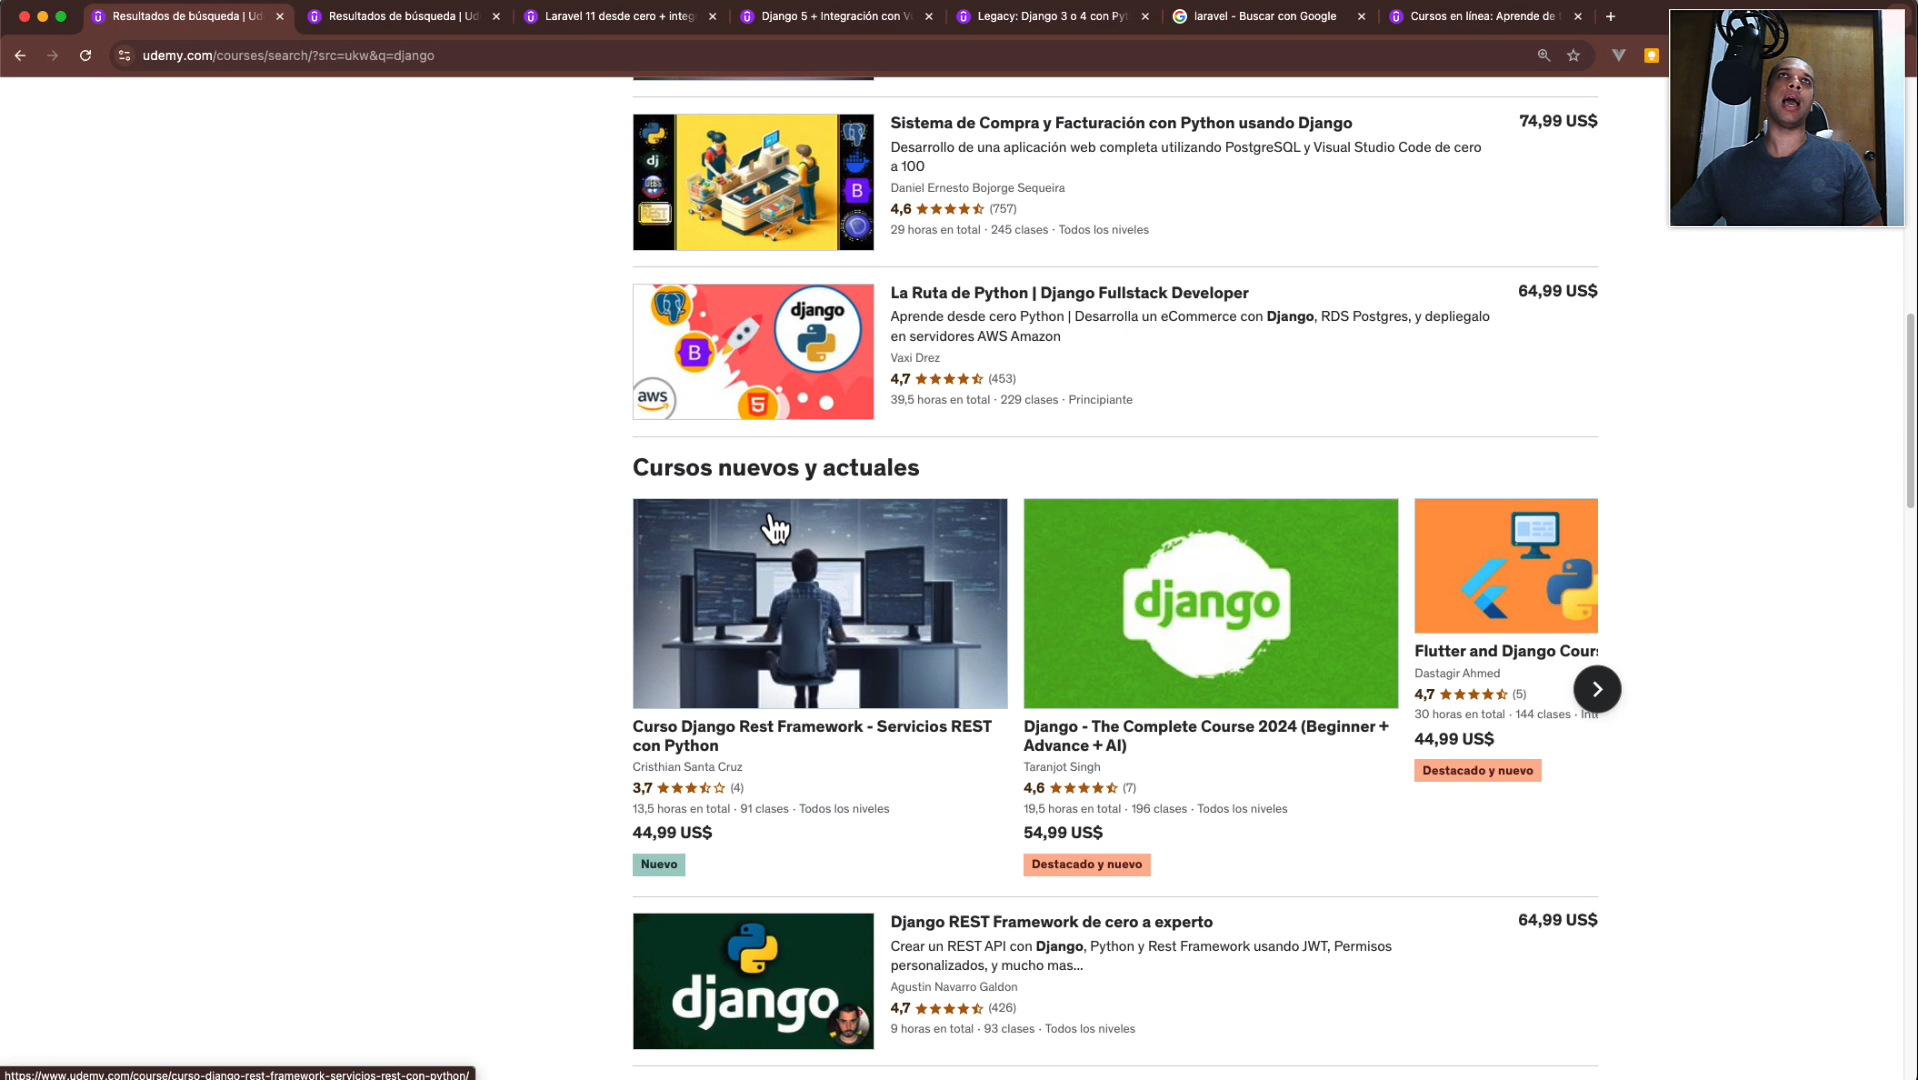 Resultados de búsqueda | Ud
Resultados de búsqueda | Ud
Laravel 11 desde cero + integ
Django 5 + Integración con Vu
Legacy: Django 3 o 4 con Pyt
laravel - Buscar con Google
Cursos en línea: Aprende de
udemy.com/courses/search/?src=ukw&q=django
Sistema de Compra y Facturación con Python usando Django
74,99 US$
Desarrollo de una aplicación web completa utilizando PostgreSQL y Visual Studio Code de cero
a 100
Daniel Ernesto Bojorge Sequeira
4,6 (757)
29 horas en total · 245 clases · Todos los niveles
dj
REST
B
La Ruta de Python | Django Fullstack Developer
64,99 US$
Aprende desde cero Python | Desarrolla un eCommerce con Django, RDS Postgres, y depliegalo
en servidores AWS Amazon
Vaxi Drez
4,7 (453)
39,5 horas en total · 229 clases · Principiante
django
B
aws
5
Cursos nuevos y actuales
django
Curso Django Rest Framework - Servicios REST
con Python
Cristhian Santa Cruz
3,7 (4)
13,5 horas en total · 91 clases · Todos los niveles
44,99 US$
Nuevo
Django - The Complete Course 2024 (Beginner +
Advance + AI)
Taranjot Singh
4,6 (7)
19,5 horas en total · 196 clases · Todos los niveles
54,99 US$
Destacado y nuevo
Flutter and Django Cour
Dastagir Ahmed
4,7 (5)
30 horas en total · 144 clases · Int
44,99 US$
Destacado y nuevo
Django REST Framework de cero a experto
64,99 US$
Crear un REST API con Django, Python y Rest Framework usando JWT, Permisos
personalizados, y mucho mas...
Agustin Navarro Galdon
4,7 (426)
9 horas en total · 93 clases · Todos los niveles
django
https://www.udemy.com/course/curso-django-rest-framework-servicios-rest-con-python/